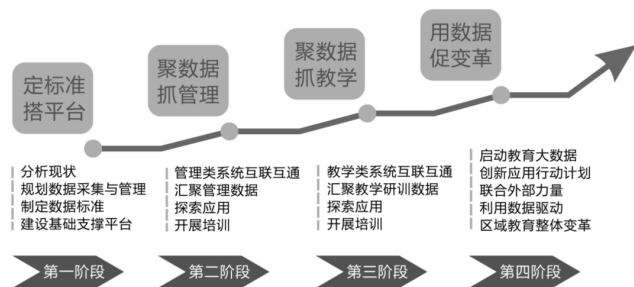 定标准
搭平台
聚数据
抓管理
聚数据
抓教学
用数据
促变革
分析现状
规划数据采集与管理
制定数据标准
建设基础支撑平台
管理类系统互联互通
汇聚管理数据
探索应用
开展培训
教学类系统互联互通
汇聚教学研训数据
探索应用
开展培训
启动教育大数据
创新应用行动计划
联合外部力量
利用数据驱动
区域教育整体变革
第一阶段
第二阶段
第三阶段
第四阶段